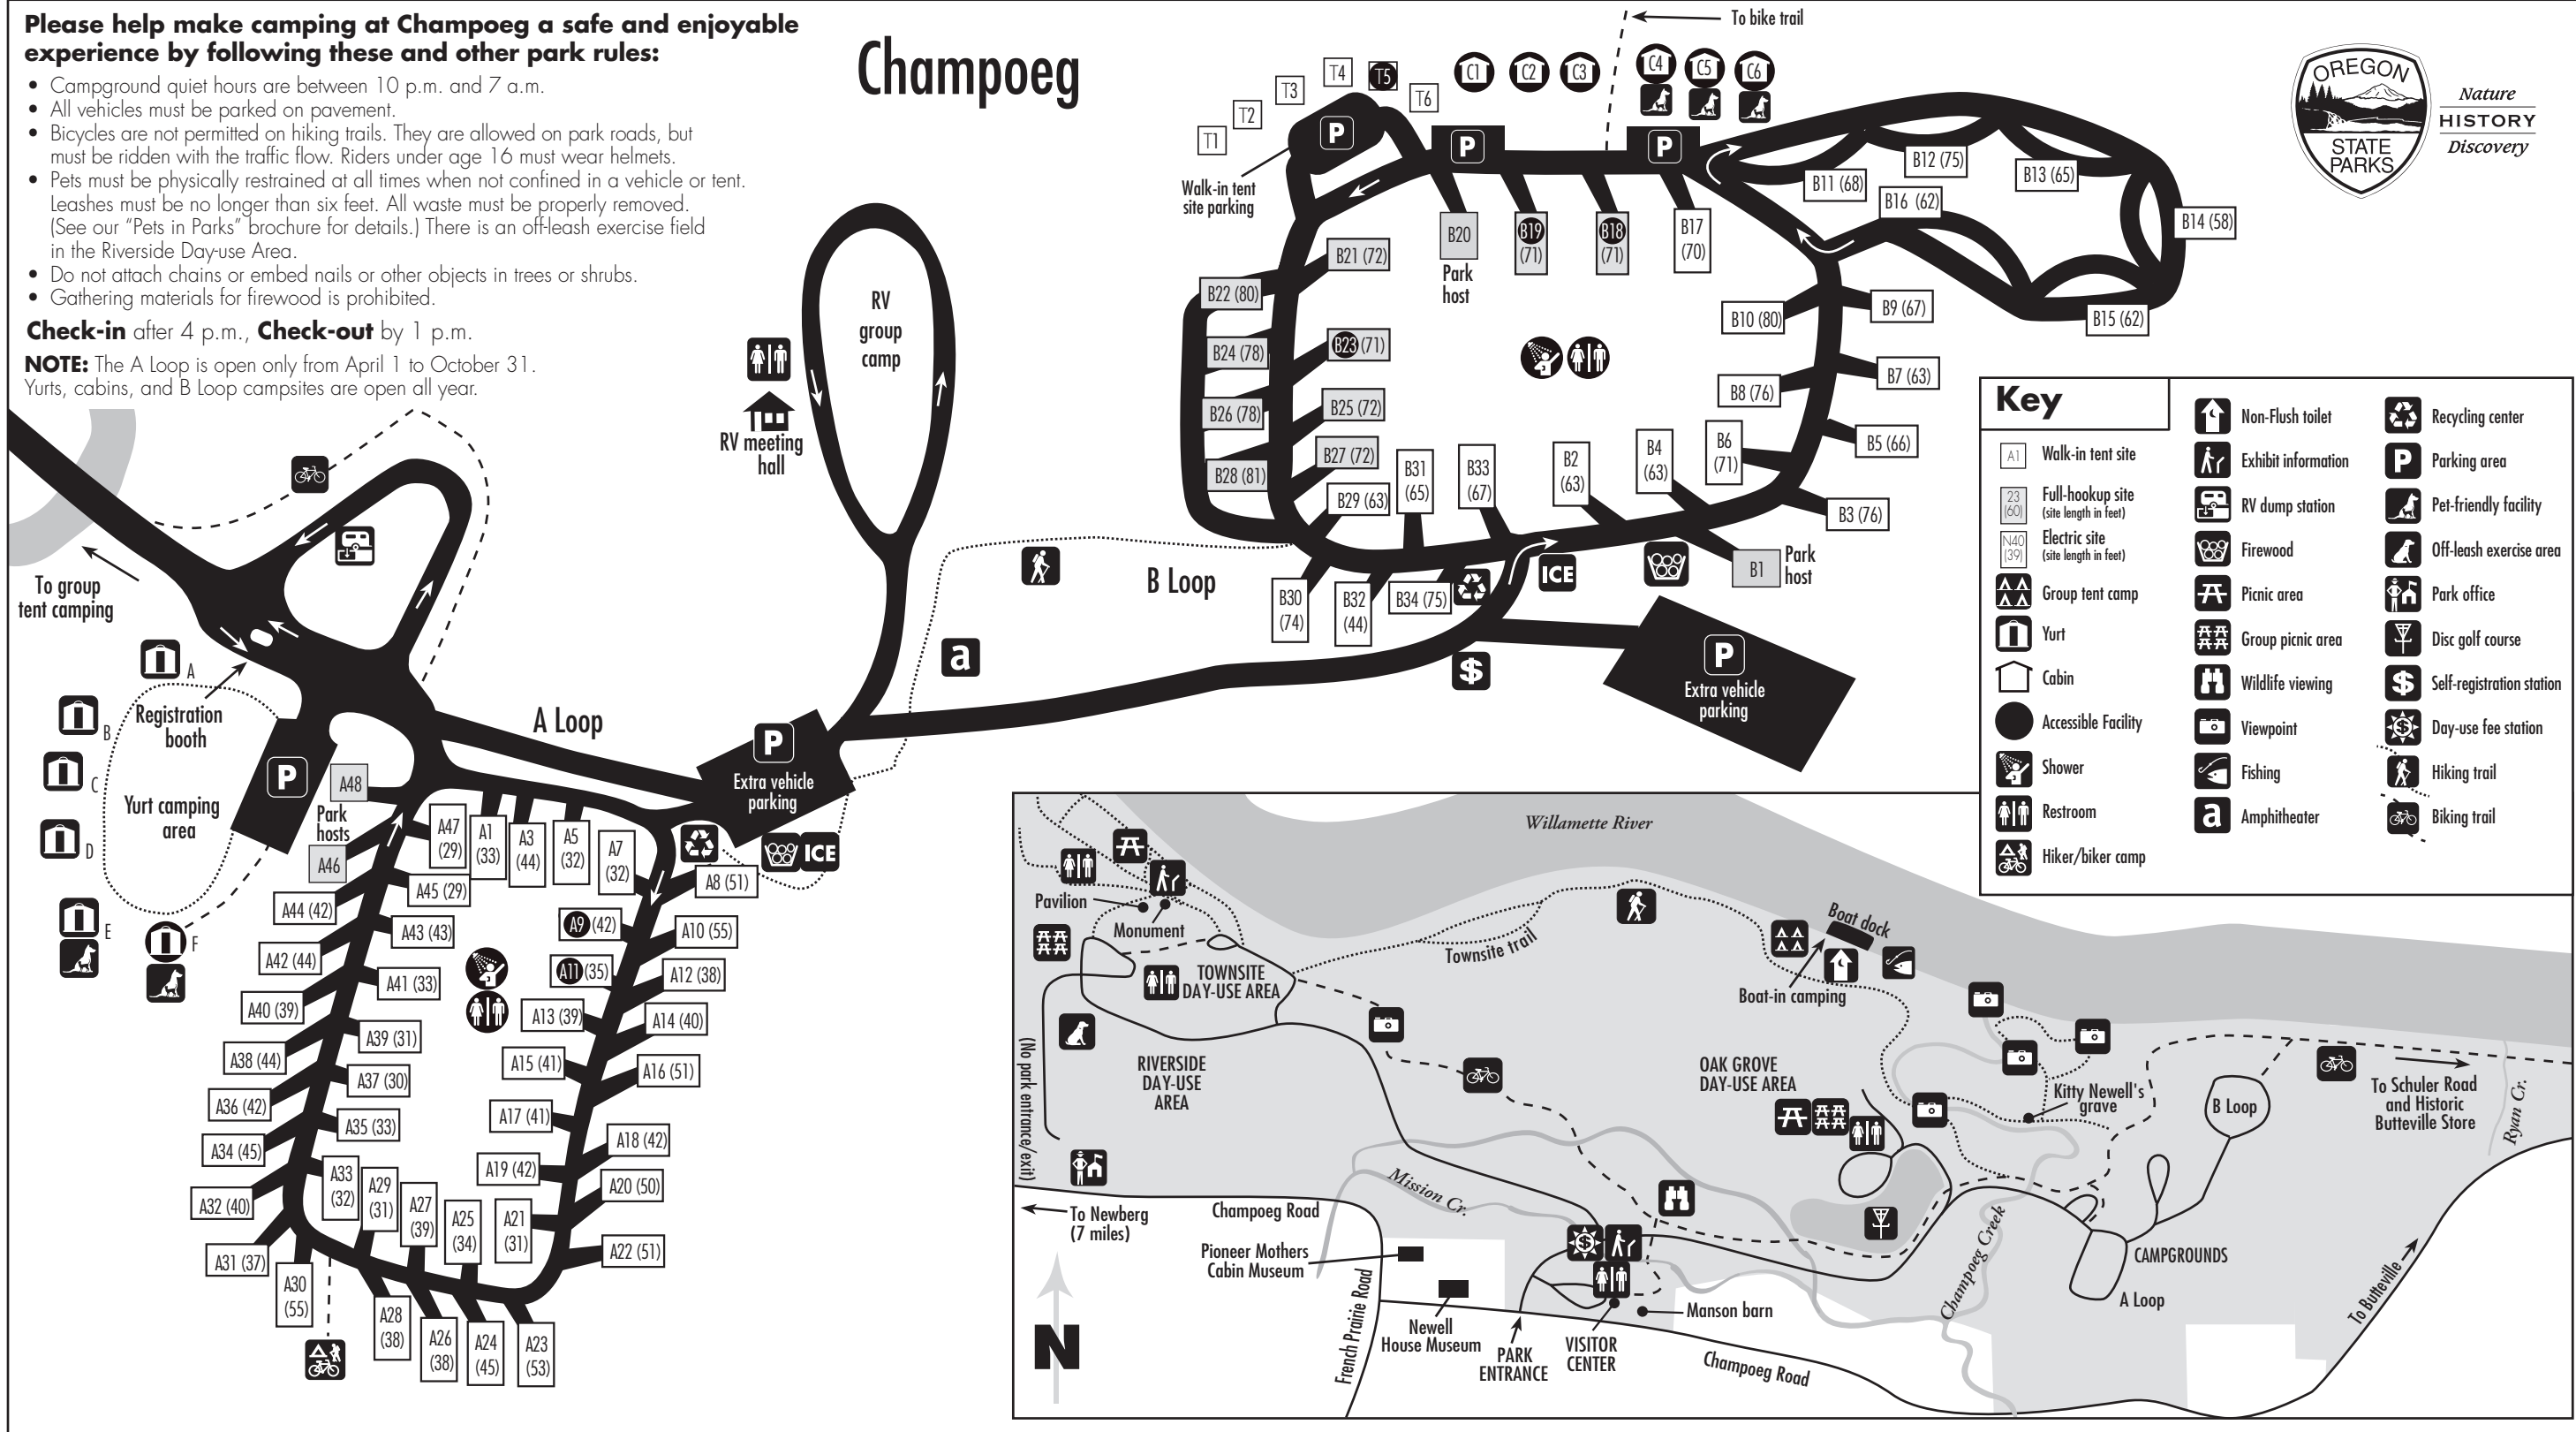 Please help make camping at Champoeg a safe and enjoyable
experience by following these and other park rules:
• Campground quiet hours are between 10 p.m. and 7 a.m.
• All vehicles must be parked on pavement.
• Bicycles are not permitted on hiking trails. They are allowed on park roads, but
must be ridden with the traffic flow. Riders under age 16 must wear helmets.
• Pets must be physically restrained at all times when not confined in a vehicle or tent.
Leashes must be no longer than six feet. All waste must be properly removed.
(See our “Pets in Parks” brochure for details.) There is an off-leash exercise field
in the Riverside Day-use Area.
• Do not attach chains or embed nails or other objects in trees or shrubs.
• Gathering materials for firewood is prohibited.
Check-in after 4 p.m., Check-out by 1 p.m.
NOTE: The A Loop is open only from April 1 to October 31.
Yurts, cabins, and B Loop campsites are open all year.
Champoeg
To bike trail
OREGON
STATE
PARKS
Nature
HISTORY
Discovery
T1
T2
T3
T4
T5
T6
C1
C2
C3
C4
C5
C6
P
P
P
Walk-in tent
site parking
B11 (68)
B12 (75)
B13 (65)
B14 (58)
B15 (62)
B16 (62)
B17
(70)
B18
(71)
B19
(71)
B20
Park
host
B21 (72)
B22 (80)
B23 (71)
B24 (78)
B25 (72)
B26 (78)
B27 (72)
B28 (81)
B29 (63)
B31
(65)
B33
(67)
B2
(63)
B4
(63)
B6
(71)
B8 (76)
B10 (80)
B9 (67)
B7 (63)
B5 (66)
B3 (76)
B1
Park
host
B30
(74)
B32
(44)
B34 (75)
ICE
B Loop
a
$
P
Extra vehicle
parking
RV
group
camp
RV meeting
hall
To group
tent camping
A
B
C
D
E
F
Registration
booth
Yurt camping
area
P
A Loop
P
Extra vehicle
parking
ICE
A48
Park
hosts
A46
A47
(29)
A1
(33)
A3
(44)
A5
(32)
A7
(32)
A8 (51)
A45 (29)
A44 (42)
A43 (43)
A42 (44)
A41 (33)
A40 (39)
A39 (31)
A38 (44)
A37 (30)
A36 (42)
A35 (33)
A34 (45)
A33
(32)
A32 (40)
A31 (37)
A30
(55)
A29
(31)
A28
(38)
A27
(39)
A26
(38)
A25
(34)
A24
(45)
A23
(53)
A21
(31)
A22 (51)
A20 (50)
A19 (42)
A18 (42)
A17 (41)
A16 (51)
A15 (41)
A14 (40)
A13 (39)
A12 (38)
A11 (35)
A10 (55)
A9 (42)
Key
A1
Walk-in tent site
23
(60)
Full-hookup site
(site length in feet)
N40
(39)
Electric site
(site length in feet)
Group tent camp
Yurt
Cabin
Accessible Facility
Shower
Restroom
Hiker/biker camp
Non-Flush toilet
Exhibit information
RV dump station
Firewood
Picnic area
Group picnic area
Wildlife viewing
Viewpoint
Fishing
a
Amphitheater
Recycling center
P
Parking area
Pet-friendly facility
Off-leash exercise area
Park office
Disc golf course
$
Self-registration station
Day-use fee station
Hiking trail
Biking trail
Willamette River
Pavilion
Monument
TOWNSITE
DAY-USE AREA
Townsite trail
Boat dock
Boat-in camping
(No park entrance/exit)
RIVERSIDE
DAY-USE
AREA
OAK GROVE
DAY-USE AREA
Kitty Newell's
grave
B Loop
To Schuler Road
and Historic
Butteville Store
Ryan Cr.
Mission Cr.
To Newberg
(7 miles)
Champoeg Road
Pioneer Mothers
Cabin Museum
French Prairie Road
Newell
House Museum
PARK
ENTRANCE
$
VISITOR
CENTER
Manson barn
Champoeg Road
Champoeg Creek
CAMPGROUNDS
A Loop
To Butteville
N